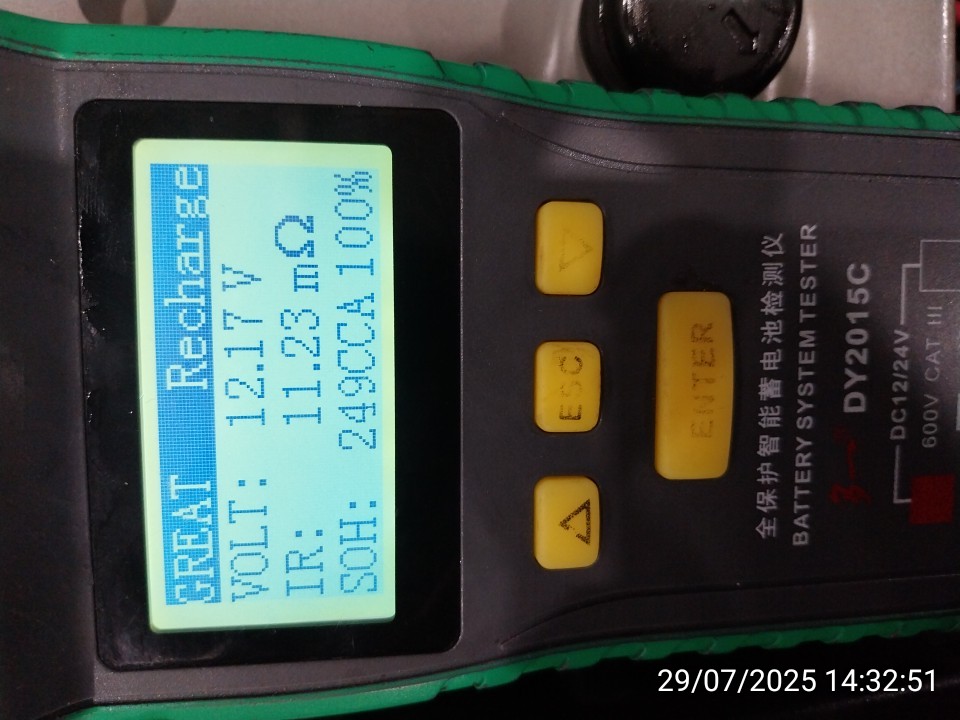 GREAT Recharge
VOLT: 12.17 V
IR: 11.23 mΩ
SOH: 249CCA 100%
ESC
ENTER
全保护智能蓄电池检测仪
BATTERY SYSTEM TESTER
DY2015C
DC12/24V
600V CAT III
29/07/2025 14:32:51